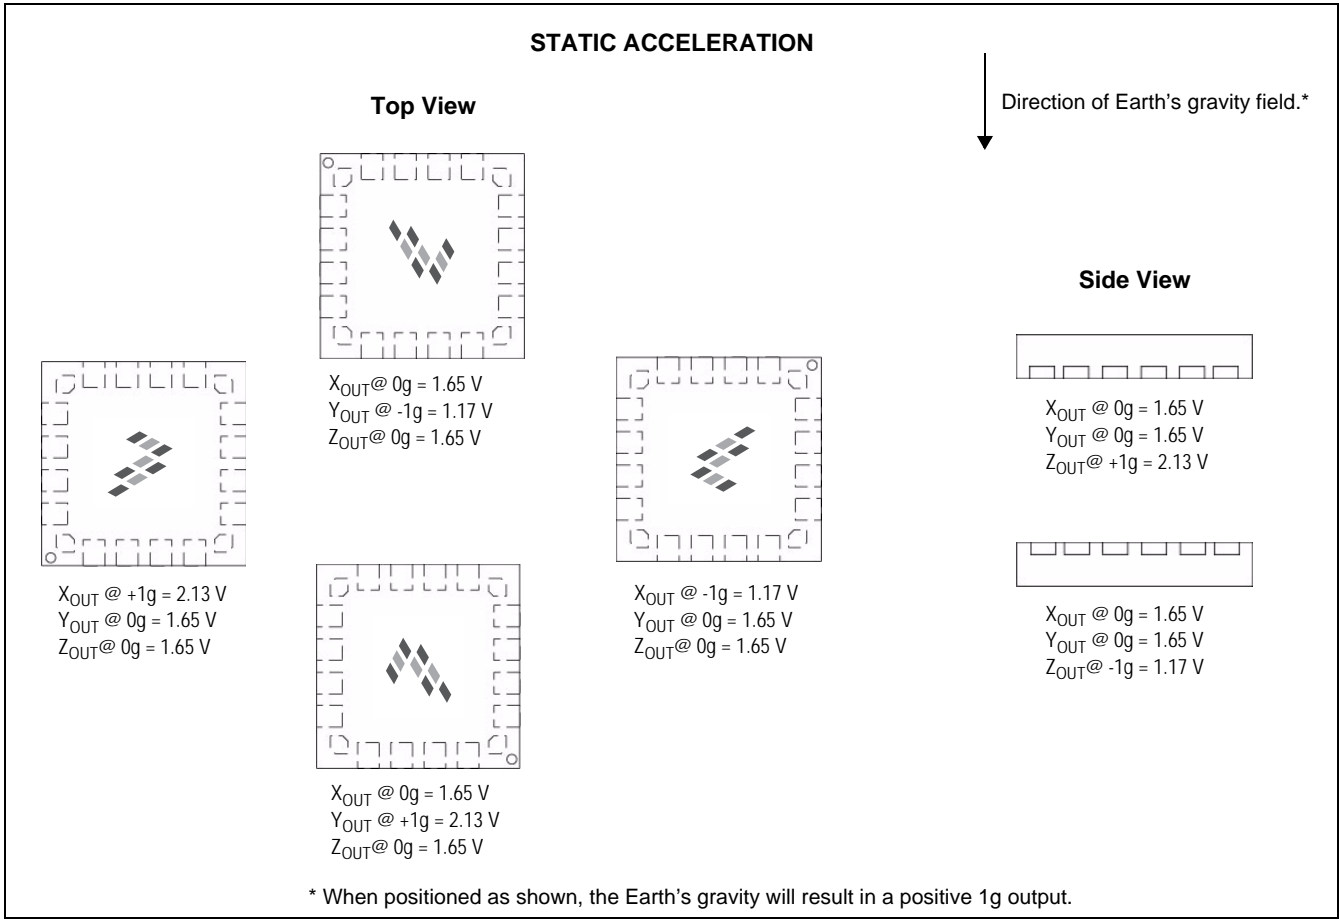 STATIC ACCELERATION
Direction of Earth's gravity field.*
Top View
X_OUT@ 0g = 1.65 V
Y_OUT @ -1g = 1.17 V
Z_OUT@ 0g = 1.65 V
X_OUT @ +1g = 2.13 V
Y_OUT @ 0g = 1.65 V
Z_OUT@ 0g = 1.65 V
X_OUT @ -1g = 1.17 V
Y_OUT @ 0g = 1.65 V
Z_OUT@ 0g = 1.65 V
X_OUT @ 0g = 1.65 V
Y_OUT @ +1g = 2.13 V
Z_OUT@ 0g = 1.65 V
Side View
X_OUT @ 0g = 1.65 V
Y_OUT @ 0g = 1.65 V
Z_OUT@ +1g = 2.13 V
X_OUT @ 0g = 1.65 V
Y_OUT @ 0g = 1.65 V
Z_OUT@ -1g = 1.17 V
* When positioned as shown, the Earth's gravity will result in a positive 1g output.